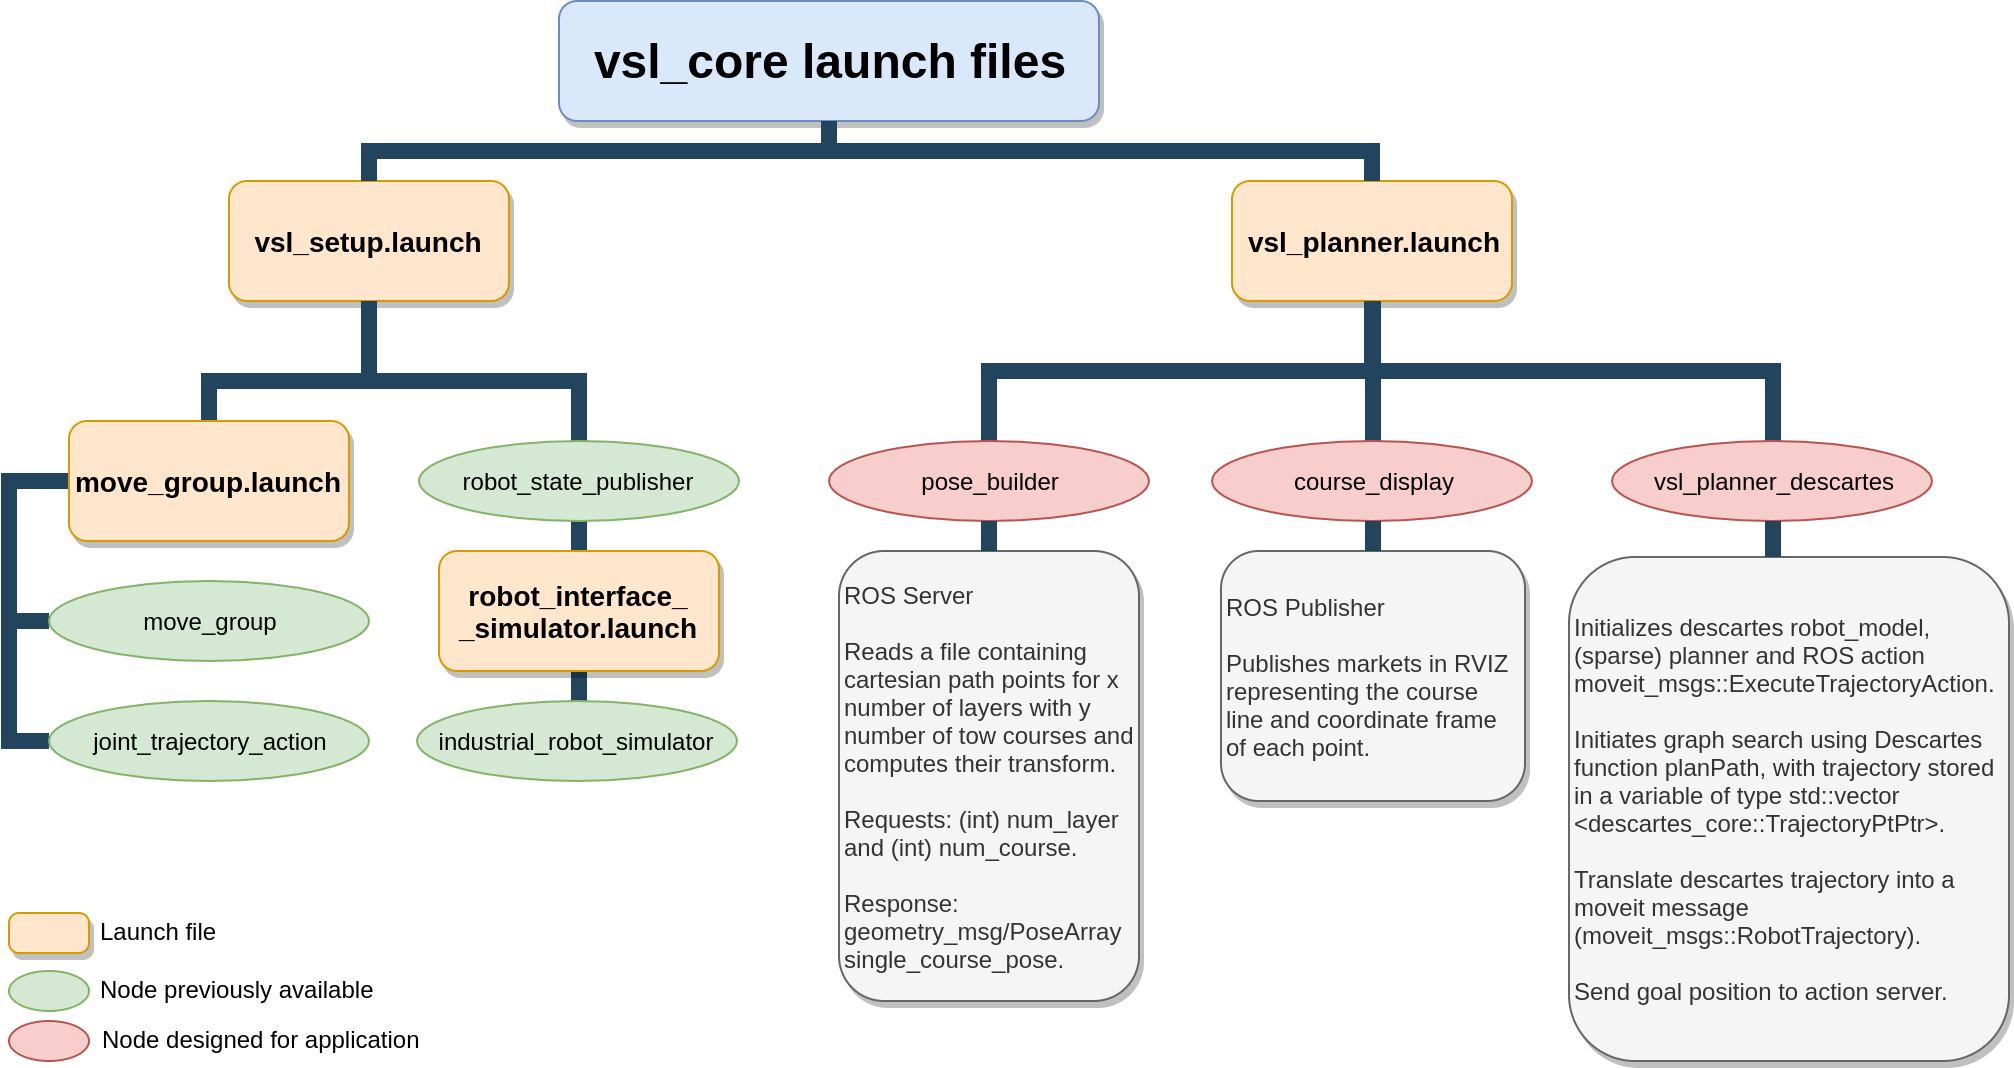 vsl_core launch files
vsl_setup.launch
vsl_planner.launch
move_group.launch
robot_state_publisher
pose_builder
course_display
vsl_planner_descartes
move_group
joint_trajectory_action
robot_interface_
_simulator.launch
industrial_robot_simulator
ROS Server
Reads a file containing
cartesian path points for x
number of layers with y
number of tow courses and
computes their transform.
Requests: (int) num_layer
and (int) num_course.
Response:
geometry_msg/PoseArray
single_course_pose.
ROS Publisher
Publishes markets in RVIZ
representing the course
line and coordinate frame
of each point.
Initializes descartes robot_model,
(sparse) planner and ROS action
moveit_msgs::ExecuteTrajectoryAction.
Initiates graph search using Descartes
function planPath, with trajectory stored
in a variable of type std::vector
<descartes_core::TrajectoryPtPtr>.
Translate descartes trajectory into a
moveit message
(moveit_msgs::RobotTrajectory).
Send goal position to action server.
Launch file
Node previously available
Node designed for application